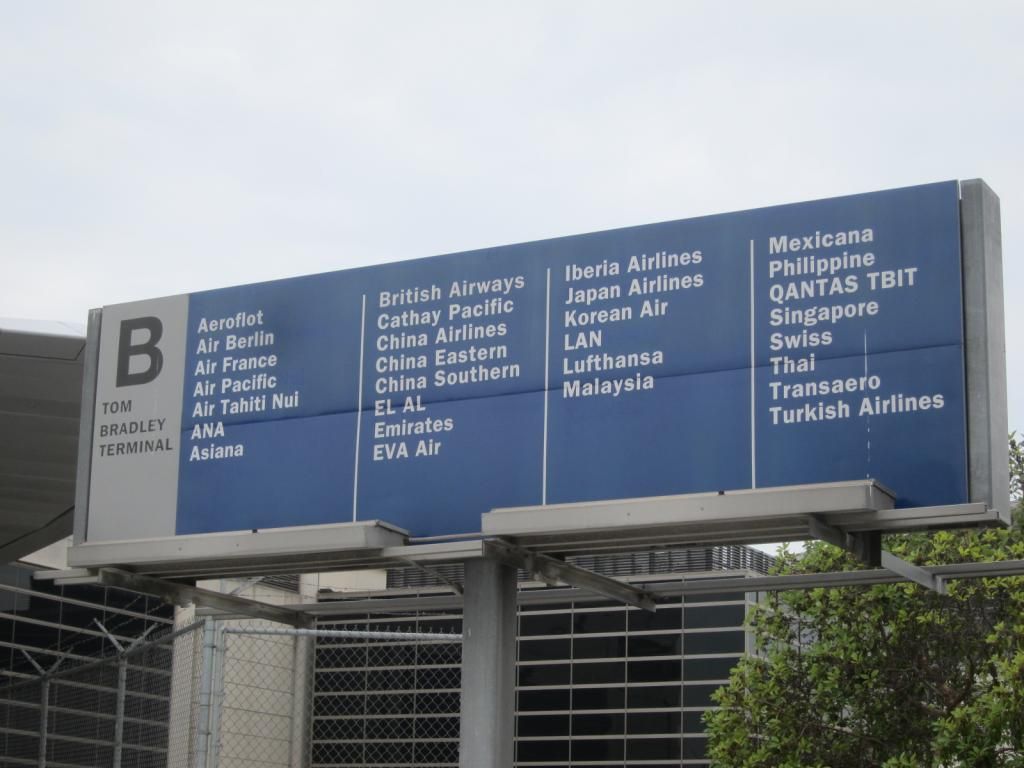 B
TOM
BRADLEY
TERMINAL
Aeroflot
Air Berlin
Air France
Air Pacific
Air Tahiti Nui
ANA
Asiana
British Airways
Cathay Pacific
China Airlines
China Eastern
China Southern
EL AL
Emirates
EVA Air
Iberia Airlines
Japan Airlines
Korean Air
LAN
Lufthansa
Malaysia
Mexicana
Philippine
QANTAS TBIT
Singapore
Swiss
Thai
Transaero
Turkish Airlines